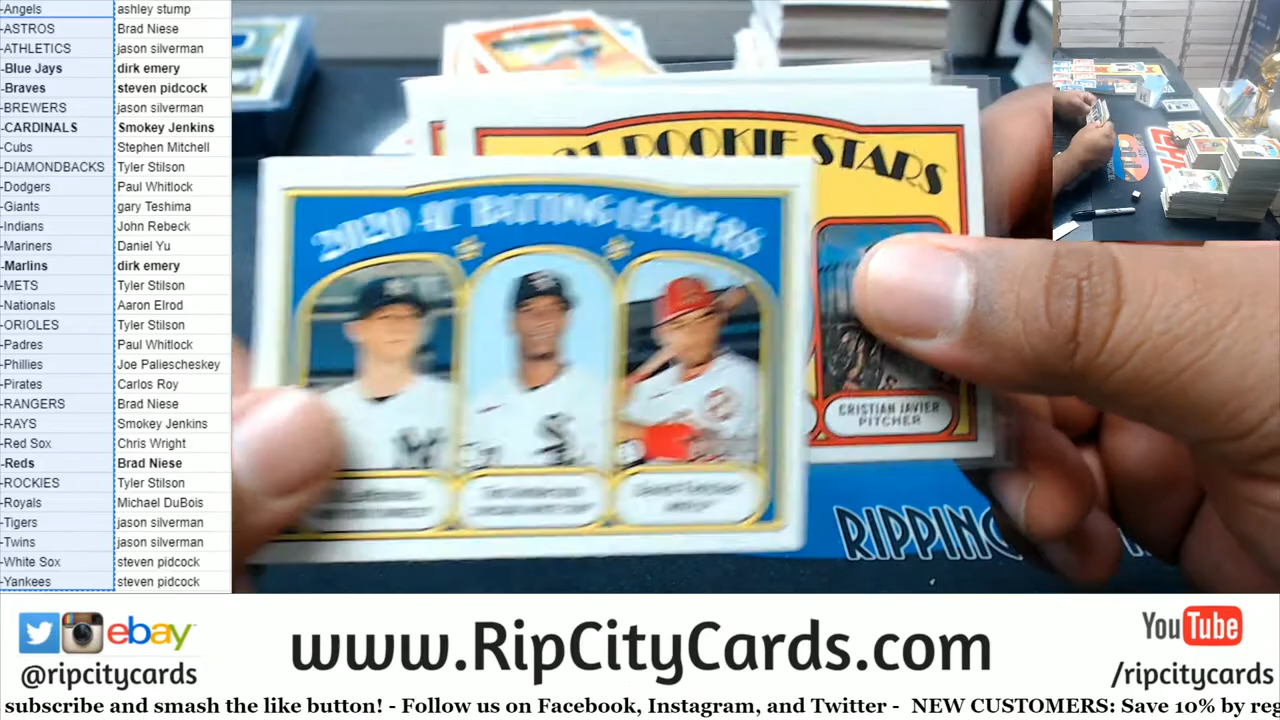 -Angels ashley stump
-ASTROS Brad Niese
-ATHLETICS jason silverman
-Blue Jays dirk emery
-Braves steven pidcock
-BREWERS jason silverman
-CARDINALS Smokey Jenkins
-Cubs Stephen Mitchell
-DIAMONDBACKS Tyler Stilson
-Dodgers Paul Whitlock
-Giants gary Teshima
-Indians John Rebeck
-Mariners Daniel Yu
-Marlins dirk emery
-METS Tyler Stilson
-Nationals Aaron Elrod
-ORIOLES Tyler Stilson
-Padres Paul Whitlock
-Phillies Joe Paliescheskey
-Pirates Carlos Roy
-RANGERS Brad Niese
-RAYS Smokey Jenkins
-Red Sox Chris Wright
-Reds Brad Niese
-ROCKIES Tyler Stilson
-Royals Michael DuBois
-Tigers jason silverman
-Twins jason silverman
-White Sox steven pidcock
-Yankees steven pidcock
ROOKIE STARS
2020 AL BATTING LEADERS
CRISTIAN JAVIER
PITCHER
RIPPING
ebay
@ripcitycards
www.RipCityCards.com
YouTube
/ripcitycards
subscribe and smash the like button! - Follow us on Facebook, Instagram, and Twitter - NEW CUSTOMERS: Save 10% by reg